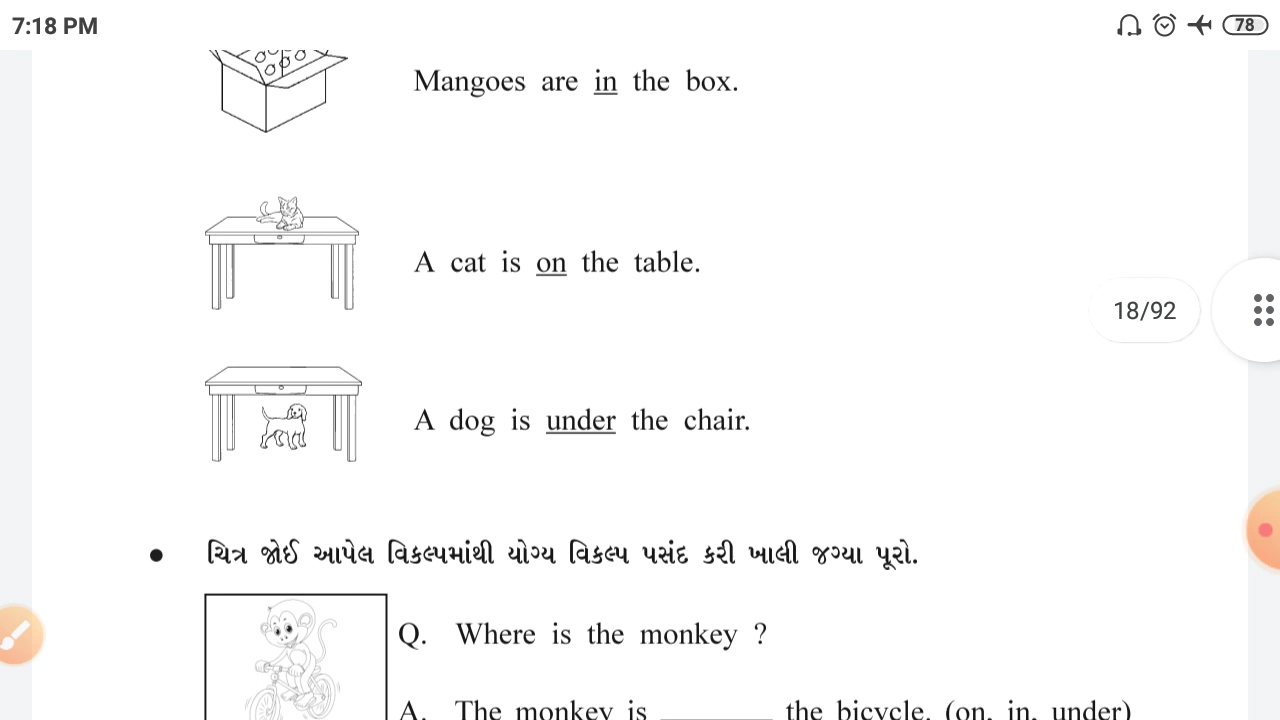 7:18 PM
78
Mangoes are in the box.
A cat is on the table.
18/92
A dog is under the chair.
• ચિત્ર જોઈ આપેલ વિકલ્પમાંથી યોગ્ય વિકલ્પ પસંદ કરી ખાલી જગ્યા પૂરો.
Q. Where is the monkey ?
A. The monkey is ________ the bicycle. (on, in, under)